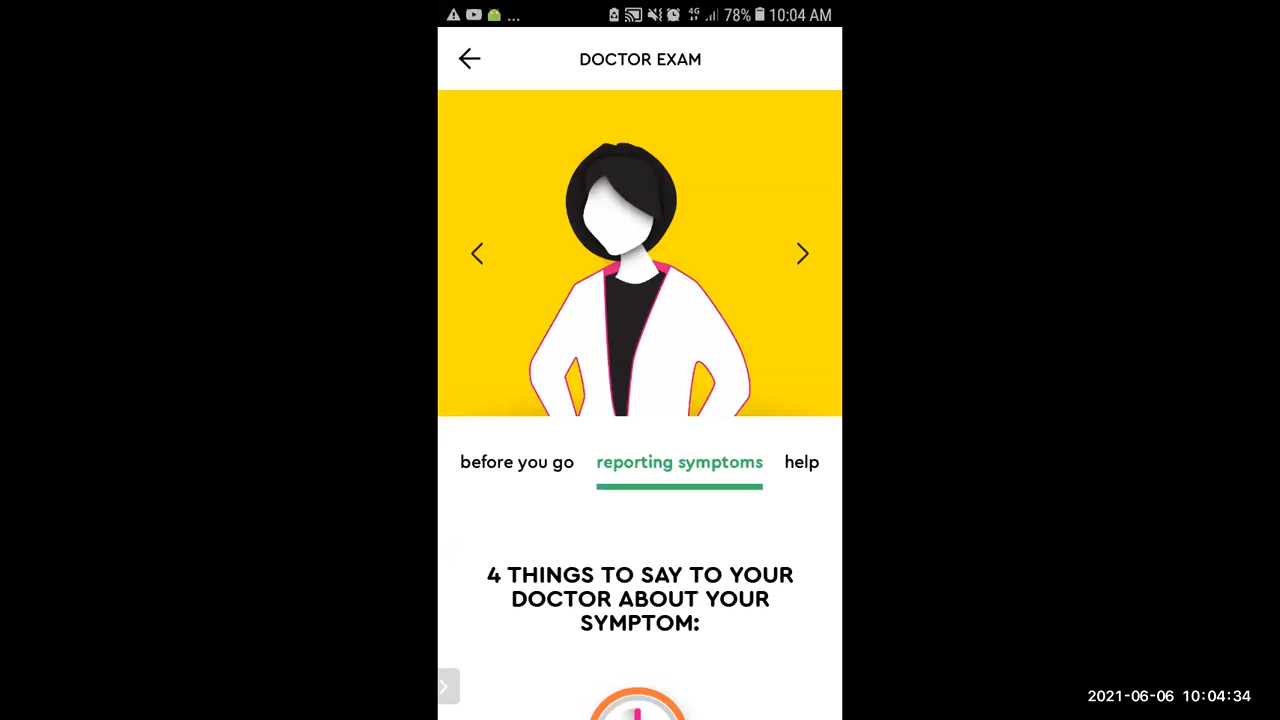 ... 4G 78% 10:04 AM
DOCTOR EXAM
before you go reporting symptoms help
4 THINGS TO SAY TO YOUR
DOCTOR ABOUT YOUR
SYMPTOM:
2021-06-06 10:04:34